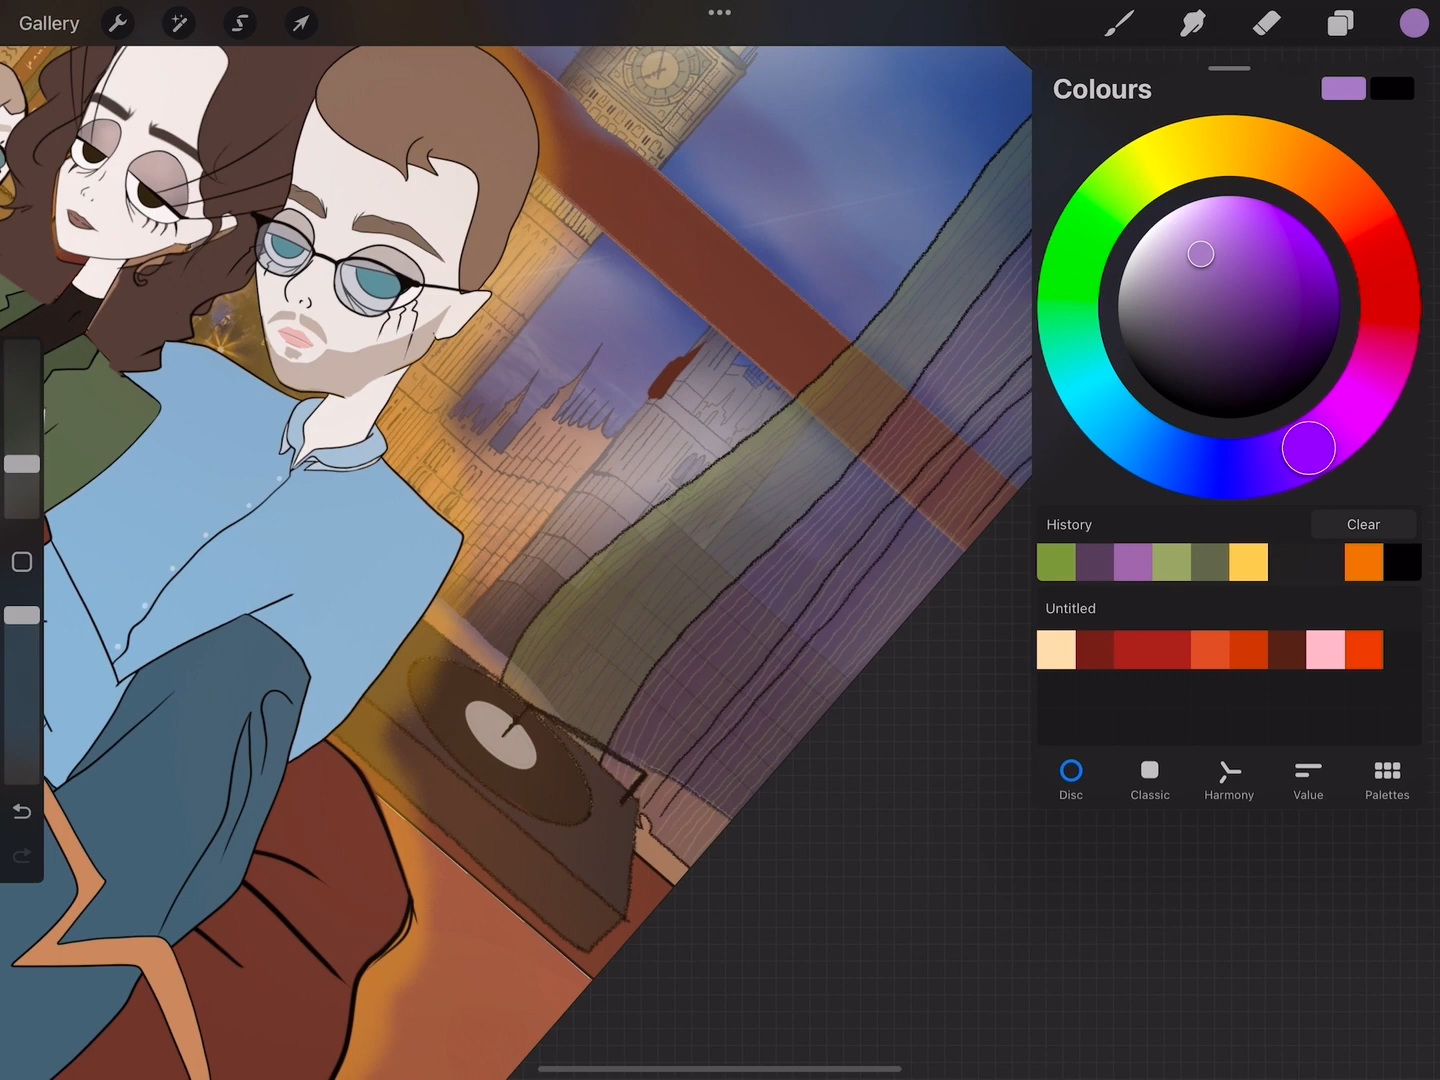 Gallery
Colours
History
Clear
Untitled
Disc
Classic
Harmony
Value
Palettes